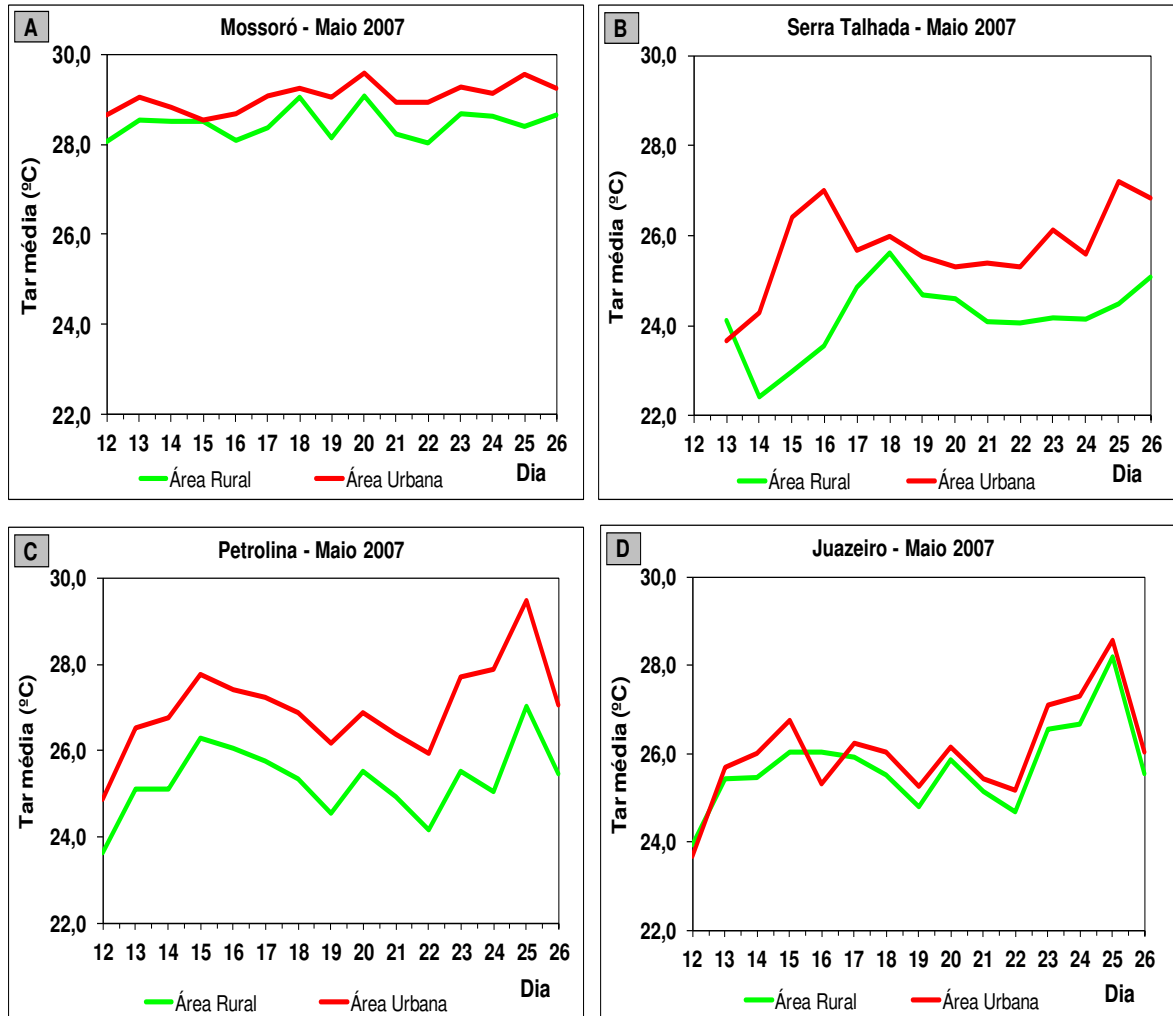 A
Mossoró - Maio 2007
Tar média (ºC)
30,0
28,0
26,0
24,0
22,0
12 13 14 15 16 17 18 19 20 21 22 23 24 25 26
Área Rural Área Urbana Dia
B
Serra Talhada - Maio 2007
Tar média (ºC)
30,0
28,0
26,0
24,0
22,0
12 13 14 15 16 17 18 19 20 21 22 23 24 25 26
Área Rural Área Urbana Dia
C
Petrolina - Maio 2007
Tar média (ºC)
30,0
28,0
26,0
24,0
22,0
12 13 14 15 16 17 18 19 20 21 22 23 24 25 26
Dia
Área Rural Área Urbana
D
Juazeiro - Maio 2007
Tar média (ºC)
30,0
28,0
26,0
24,0
22,0
12 13 14 15 16 17 18 19 20 21 22 23 24 25 26
Área Rural Área Urbana Dia